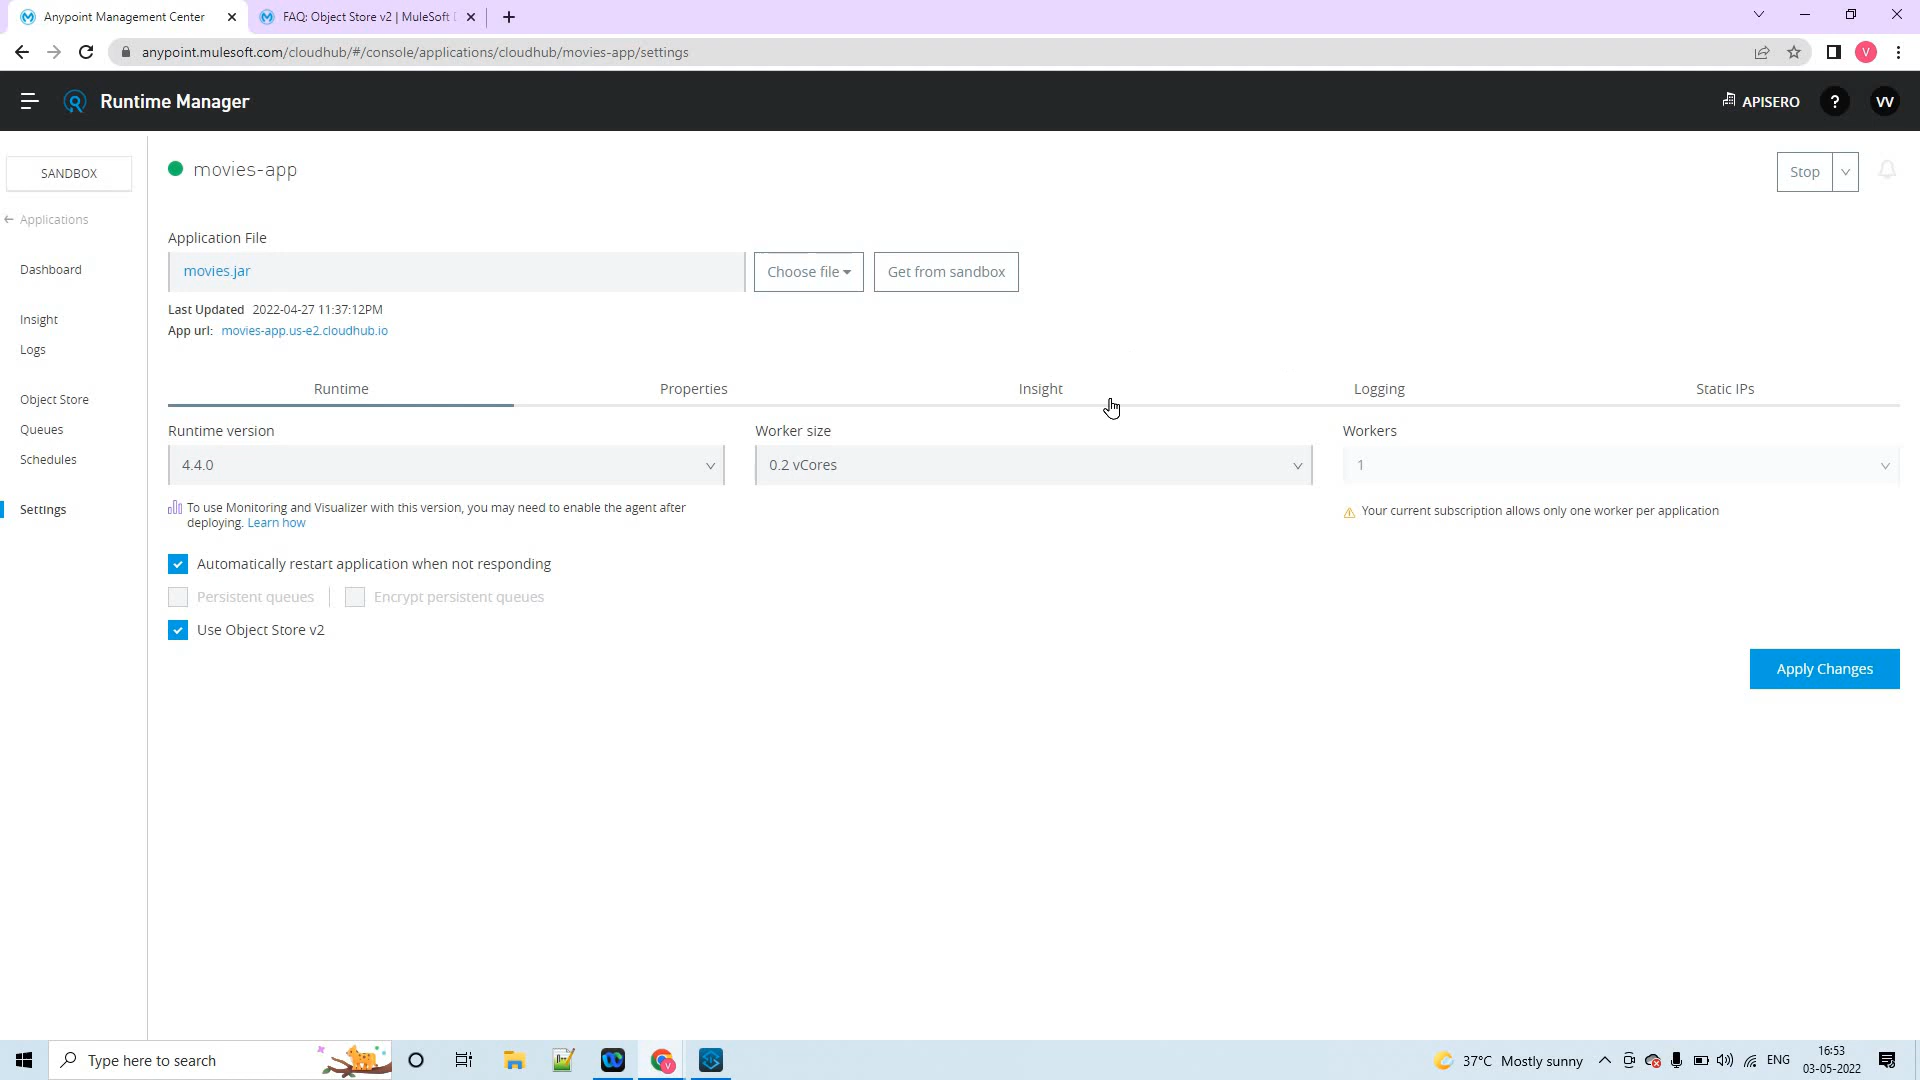 Anypoint Management Center
FAQ: Object Store v2 | MuleSoft
anypoint.mulesoft.com/cloudhub/#/console/applications/cloudhub/movies-app/settings
V
Runtime Manager
APISERO
?
VV
SANDBOX
movies-app
Stop
Applications
Application File
Dashboard
movies.jar
Choose file
Get from sandbox
Last Updated 2022-04-27 11:37:12PM
Insight
App url: movies-app.us-e2.cloudhub.io
Logs
Runtime
Properties
Insight
Logging
Static IPs
Object Store
Queues
Schedules
Settings
Runtime version
Worker size
Workers
4.4.0
0.2 vCores
1
To use Monitoring and Visualizer with this version, you may need to enable the agent after
deploying. Learn how
Your current subscription allows only one worker per application
Automatically restart application when not responding
Persistent queues
Encrypt persistent queues
Use Object Store v2
Apply Changes
Type here to search
37°C Mostly sunny
ENG
16:53
03-05-2022